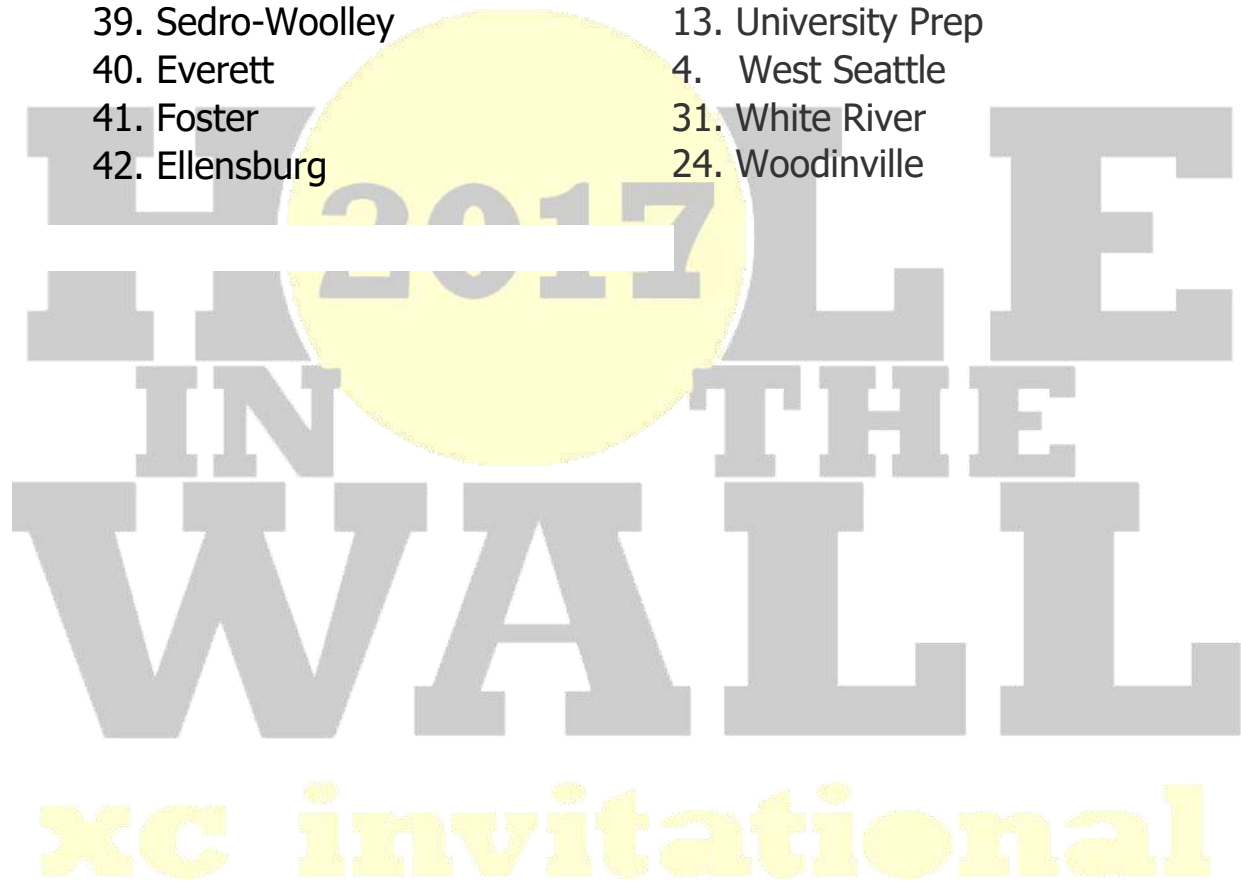 39. Sedro-Woolley
40. Everett
41. Foster
42. Ellensburg
13. University Prep
4. West Seattle
31. White River
24. Woodinville
HOLE
2017
IN THE
WALL
xc invitational